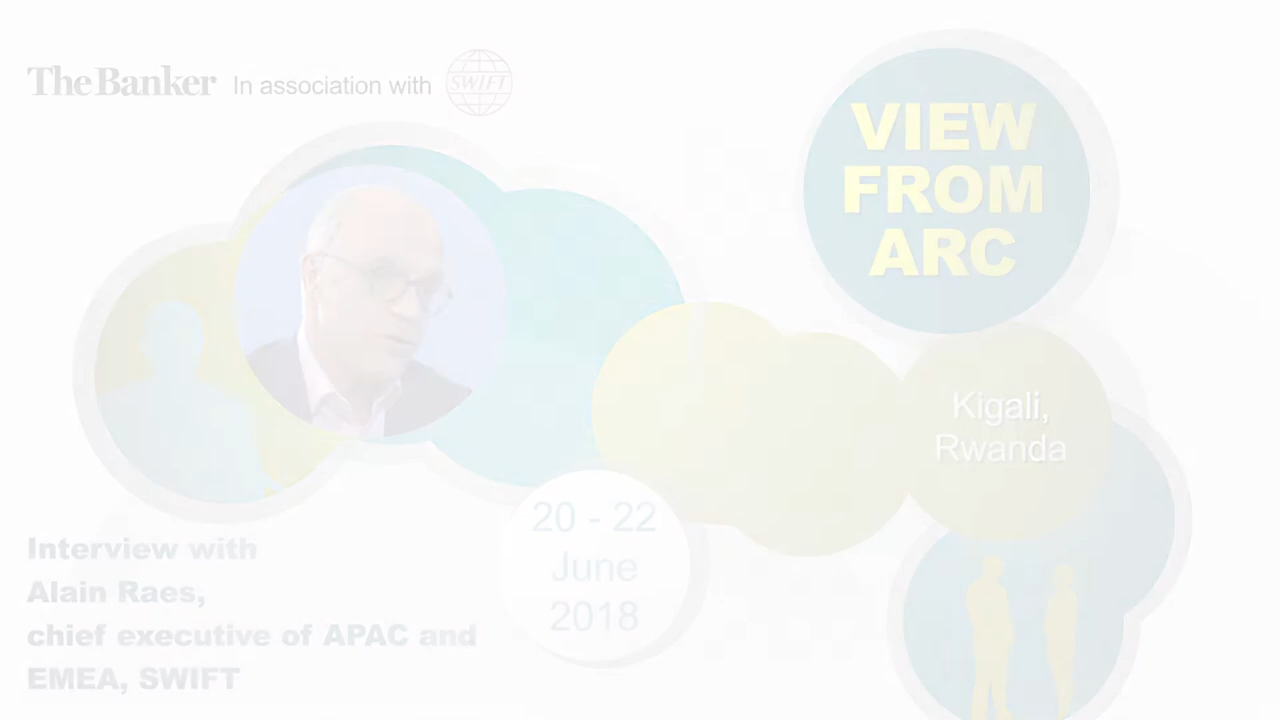 The Banker In association with SWIFT
VIEW
FROM
ARC
Kigali,
Rwanda
20 - 22
June
2018
Interview with
Alain Raes,
chief executive of APAC and
EMEA, SWIFT